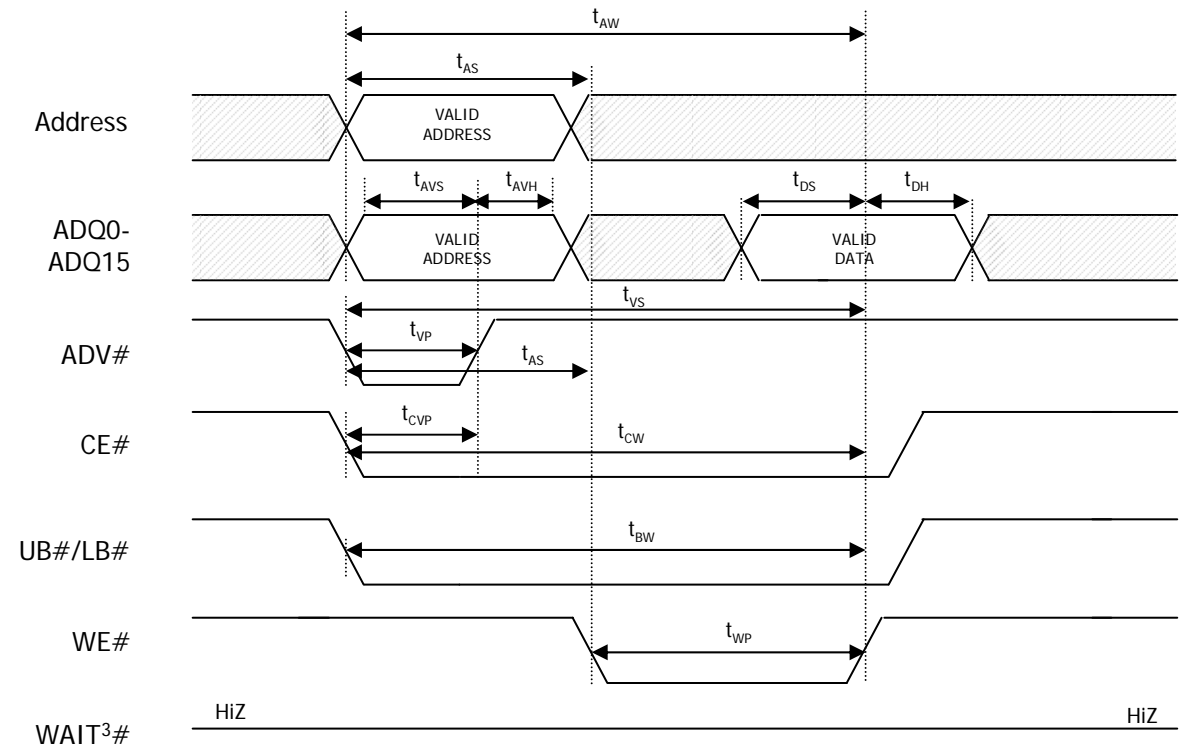 tAW
tAS
Address
VALID
ADDRESS
tAVS
tAVH
tDS
tDH
ADQ0-
ADQ15
VALID
ADDRESS
VALID
DATA
tVS
ADV#
tVP
tAS
CE#
tCVP
tCW
UB#/LB#
tBW
WE#
tWP
WAIT³#
HiZ
HiZ